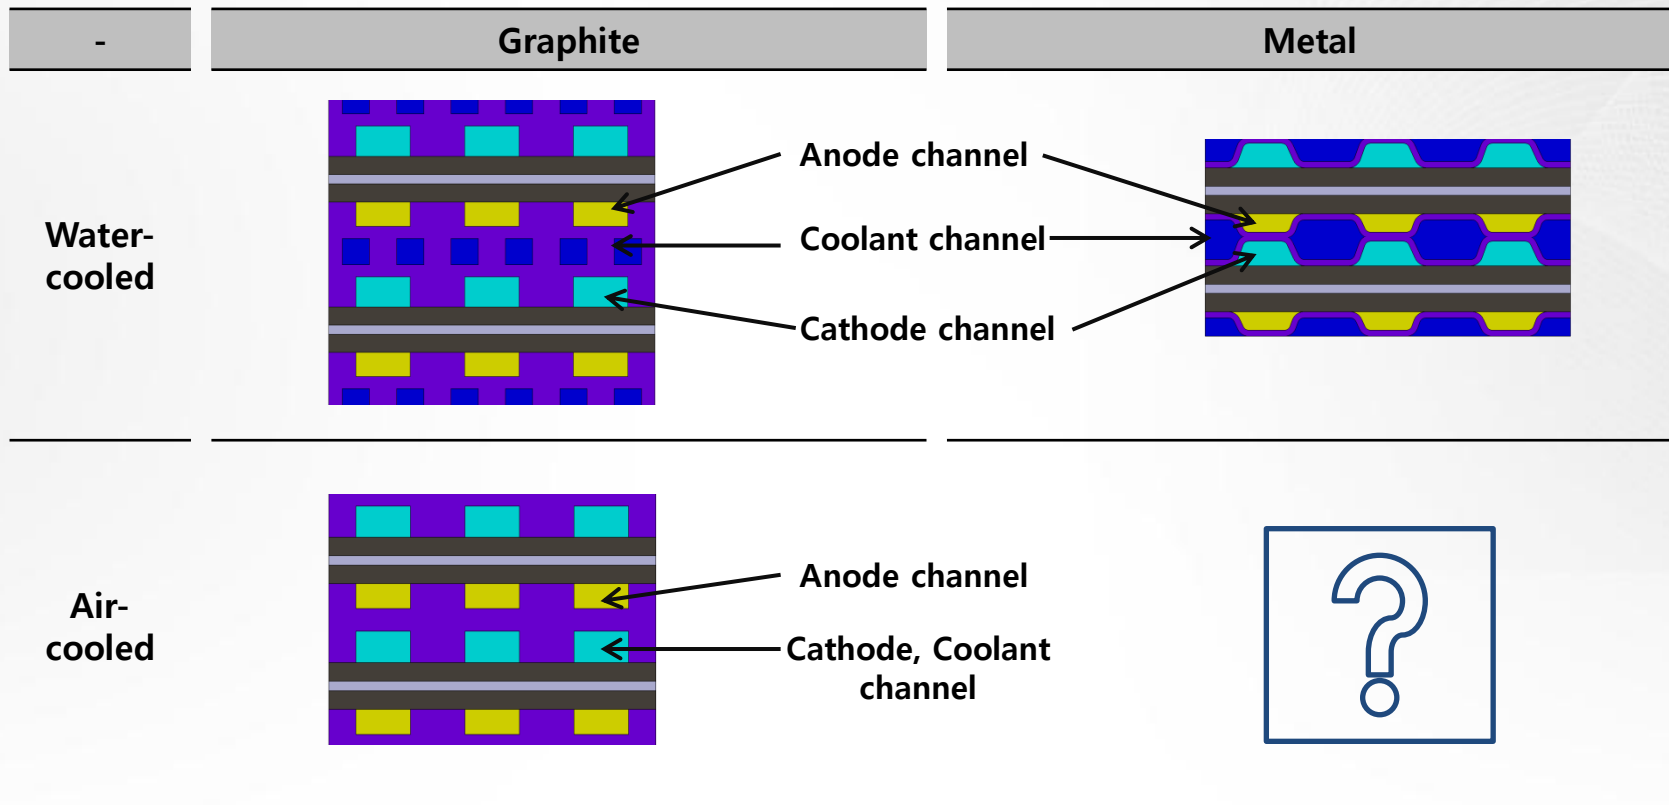 -
Graphite
Metal
Water-
cooled
Anode channel
Coolant channel
Cathode channel
Air-
cooled
Anode channel
Cathode, Coolant
channel
?